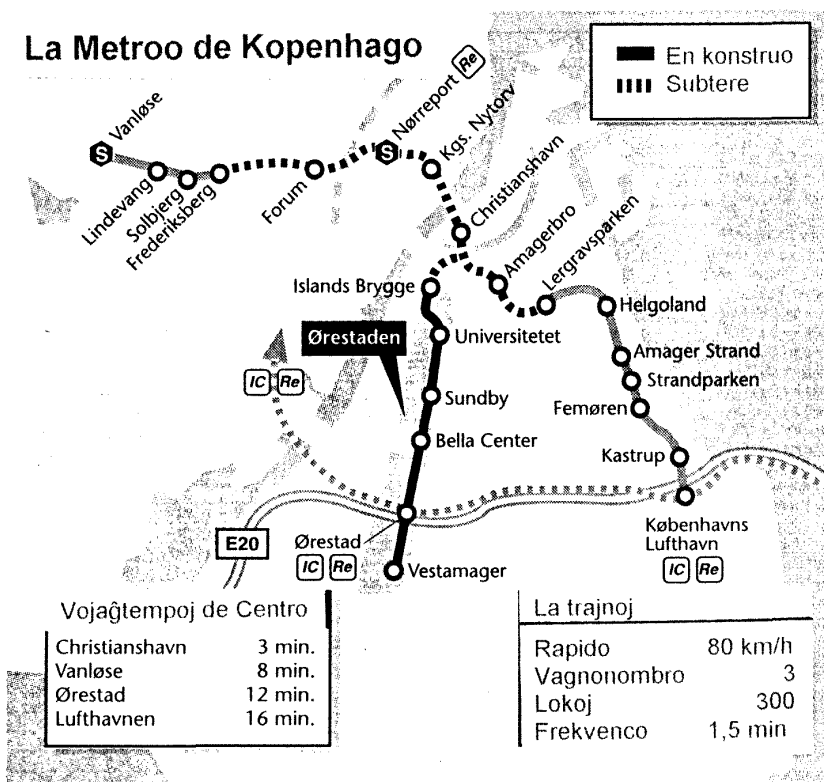 La Metroo de Kopenhago
En konstruo
Subtere
Vanløse
S
Lindevang
Solbjerg
Frederiksberg
Forum
Nørreport Re
S
Kgs. Nytorv
Christianshavn
Amagerbro
Lergravsparken
Islands Brygge
Helgoland
Ørestaden
Universitetet
Amager Strand
IC Re
Strandparken
Sundby
Femøren
Bella Center
Kastrup
E20
Ørestad
IC Re
Københavns
Lufthavn
IC Re
Vestamager
Vojaĝtempoj de Centro
Christianshavn 3 min.
Vanløse 8 min.
Ørestad 12 min.
Lufthavnen 16 min.
La trajnoj
Rapido 80 km/h
Vagnonombro 3
Lokoj 300
Frekvenco 1,5 min